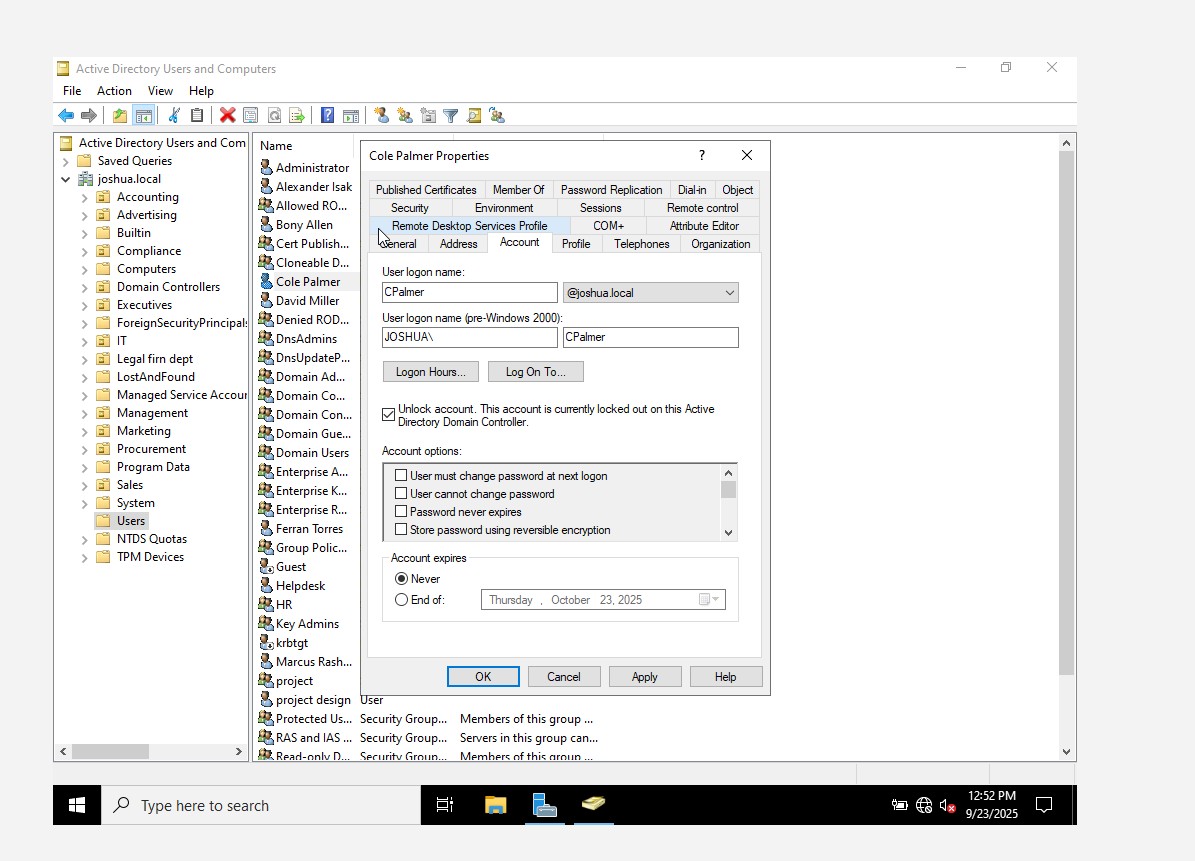 Active Directory Users and Computers
File Action View Help
Active Directory Users and Com
Saved Queries
joshua.local
Accounting
Advertising
Builtin
Compliance
Computers
Domain Controllers
Executives
ForeignSecurityPrincipals
IT
Legal firn dept
LostAndFound
Managed Service Accour
Management
Marketing
Procurement
Program Data
Sales
System
Users
NTDS Quotas
TPM Devices
Name
Administrator
Alexander Isak
Allowed RO...
Bony Allen
Cert Publish...
Cloneable D...
Cole Palmer
David Miller
Denied ROD...
DnsAdmins
DnsUpdateP...
Domain Ad...
Domain Co...
Domain Con...
Domain Gue...
Domain Users
Enterprise A...
Enterprise K...
Enterprise R...
Ferran Torres
Group Polic...
Guest
Helpdesk
HR
Key Admins
krbtgt
Marcus Rash...
project
project design User
Protected Us... Security Group... Members of this group ...
RAS and IAS ... Security Group... Servers in this group can...
Read-only D... Security Group... Members of this group ...
Cole Palmer Properties
Published Certificates Member Of Password Replication Dial-in Object
Security Environment Sessions Remote control
Remote Desktop Services Profile COM+ Attribute Editor
General Address Account Profile Telephones Organization
User logon name:
CPalmer @joshua.local
User logon name (pre-Windows 2000):
JOSHUA\ CPalmer
Logon Hours... Log On To...
Unlock account. This account is currently locked out on this Active
Directory Domain Controller.
Account options:
User must change password at next logon
User cannot change password
Password never expires
Store password using reversible encryption
Account expires
Never
End of: Thursday , October 23, 2025
OK Cancel Apply Help
Type here to search
12:52 PM
9/23/2025